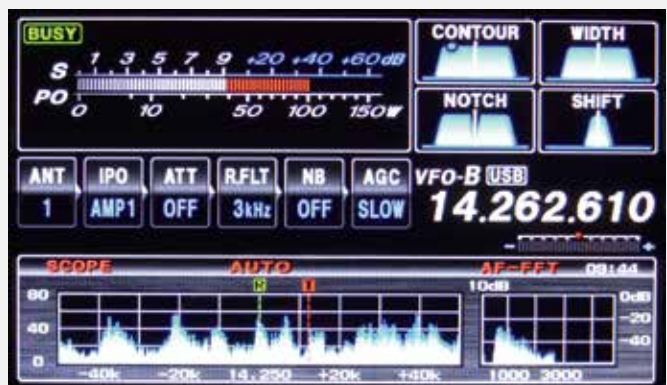 BUSY
S 1 3 5 7 9 +20 +40 +60dB
PO 0 10 50 100 150W
CONTOUR WIDTH
NOTCH SHIFT
ANT IPO ATT R.FLT NB AGC
1 AMP1 OFF 3kHz OFF SLOW
VFO-B USB
14.262.610
- +
SCOPE AUTO AF-FFT 09:44
R T 10dB
80 0dB
40 -20
-40
0
-40k -20k 14.250 +20k +40k 1000 3000